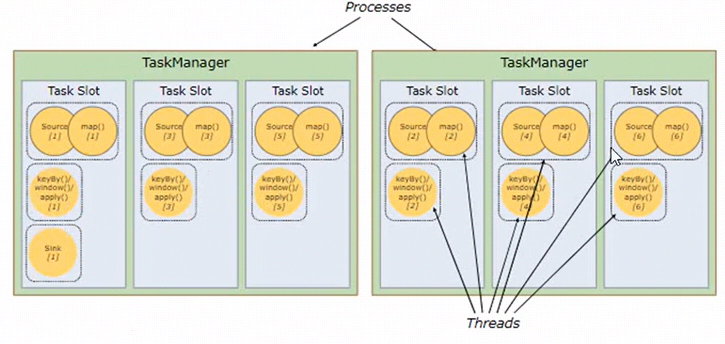 Processes
TaskManager
TaskManager
Task Slot
Task Slot
Task Slot
Task Slot
Task Slot
Task Slot
Source
[1]
map()
[1]
Source
[3]
map()
[3]
Source
[5]
map()
[5]
Source
[2]
map()
[2]
Source
[4]
map()
[4]
Source
[6]
map()
[6]
keyBy()/
window()/
apply()
[1]
keyBy()/
window()/
apply()
[3]
keyBy()/
window()/
apply()
[5]
keyBy()/
window()/
apply()
[2]
keyBy()/
window()/
apply()
[4]
keyBy()/
window()/
apply()
[6]
Sink
[1]
Threads